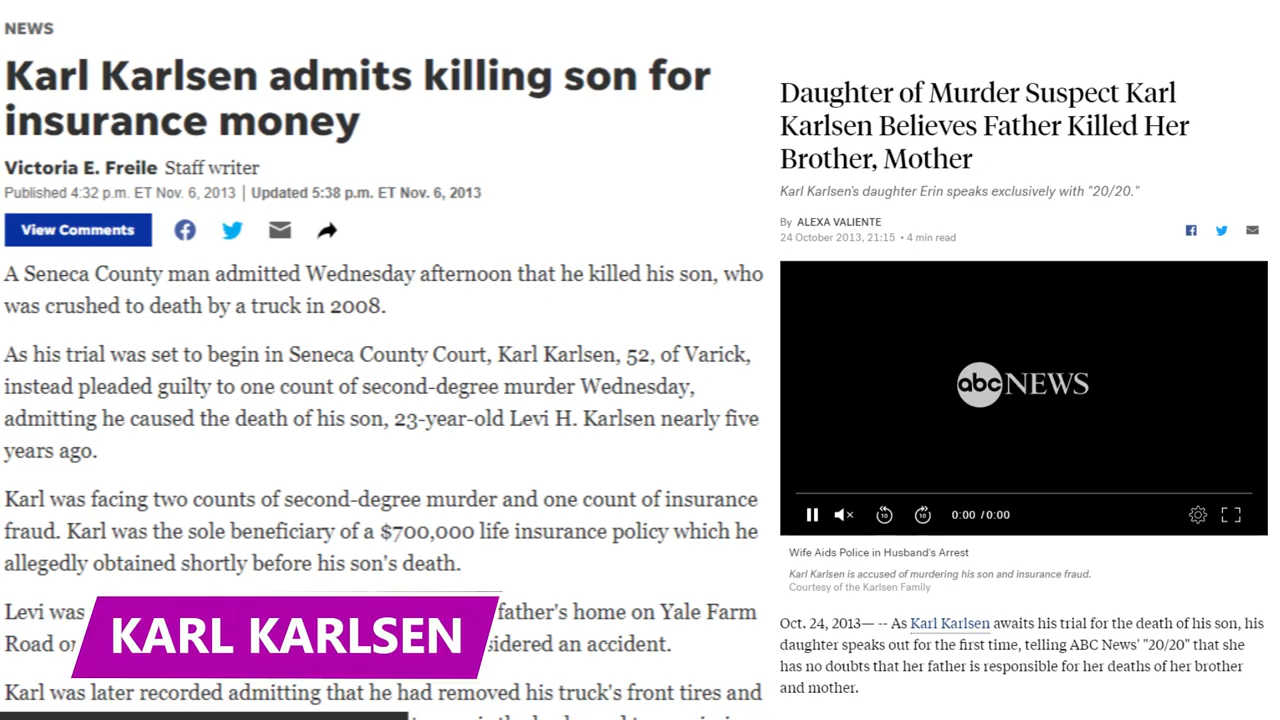 NEWS
Karl Karlsen admits killing son for
insurance money
Victoria E. Freile Staff writer
Published 4:32 p.m. ET Nov. 6, 2013 | Updated 5:38 p.m. ET Nov. 6, 2013
View Comments
A Seneca County man admitted Wednesday afternoon that he killed his son, who
was crushed to death by a truck in 2008.
As his trial was set to begin in Seneca County Court, Karl Karlsen, 52, of Varick,
instead pleaded guilty to one count of second-degree murder Wednesday,
admitting he caused the death of his son, 23-year-old Levi H. Karlsen nearly five
years ago.
Karl was facing two counts of second-degree murder and one count of insurance
fraud. Karl was the sole beneficiary of a $700,000 life insurance policy which he
allegedly obtained shortly before his son's death.
Levi was father's home on Yale Farm
Road an accident.
KARL KARLSEN
Karl was later recorded admitting that he had removed his truck's front tires and
Daughter of Murder Suspect Karl
Karlsen Believes Father Killed Her
Brother, Mother
Karl Karlsen's daughter Erin speaks exclusively with "20/20."
By ALEXA VALIENTE
24 October 2013, 21:15 • 4 min read
abc NEWS
10 10 0:00 / 0:00
Wife Aids Police in Husband's Arrest
Karl Karlsen is accused of murdering his son and insurance fraud.
Courtesy of the Karlsen Family
Oct. 24, 2013— -- As Karl Karlsen awaits his trial for the death of his son, his
daughter speaks out for the first time, telling ABC News' "20/20" that she
has no doubts that her father is responsible for her deaths of her brother
and mother.